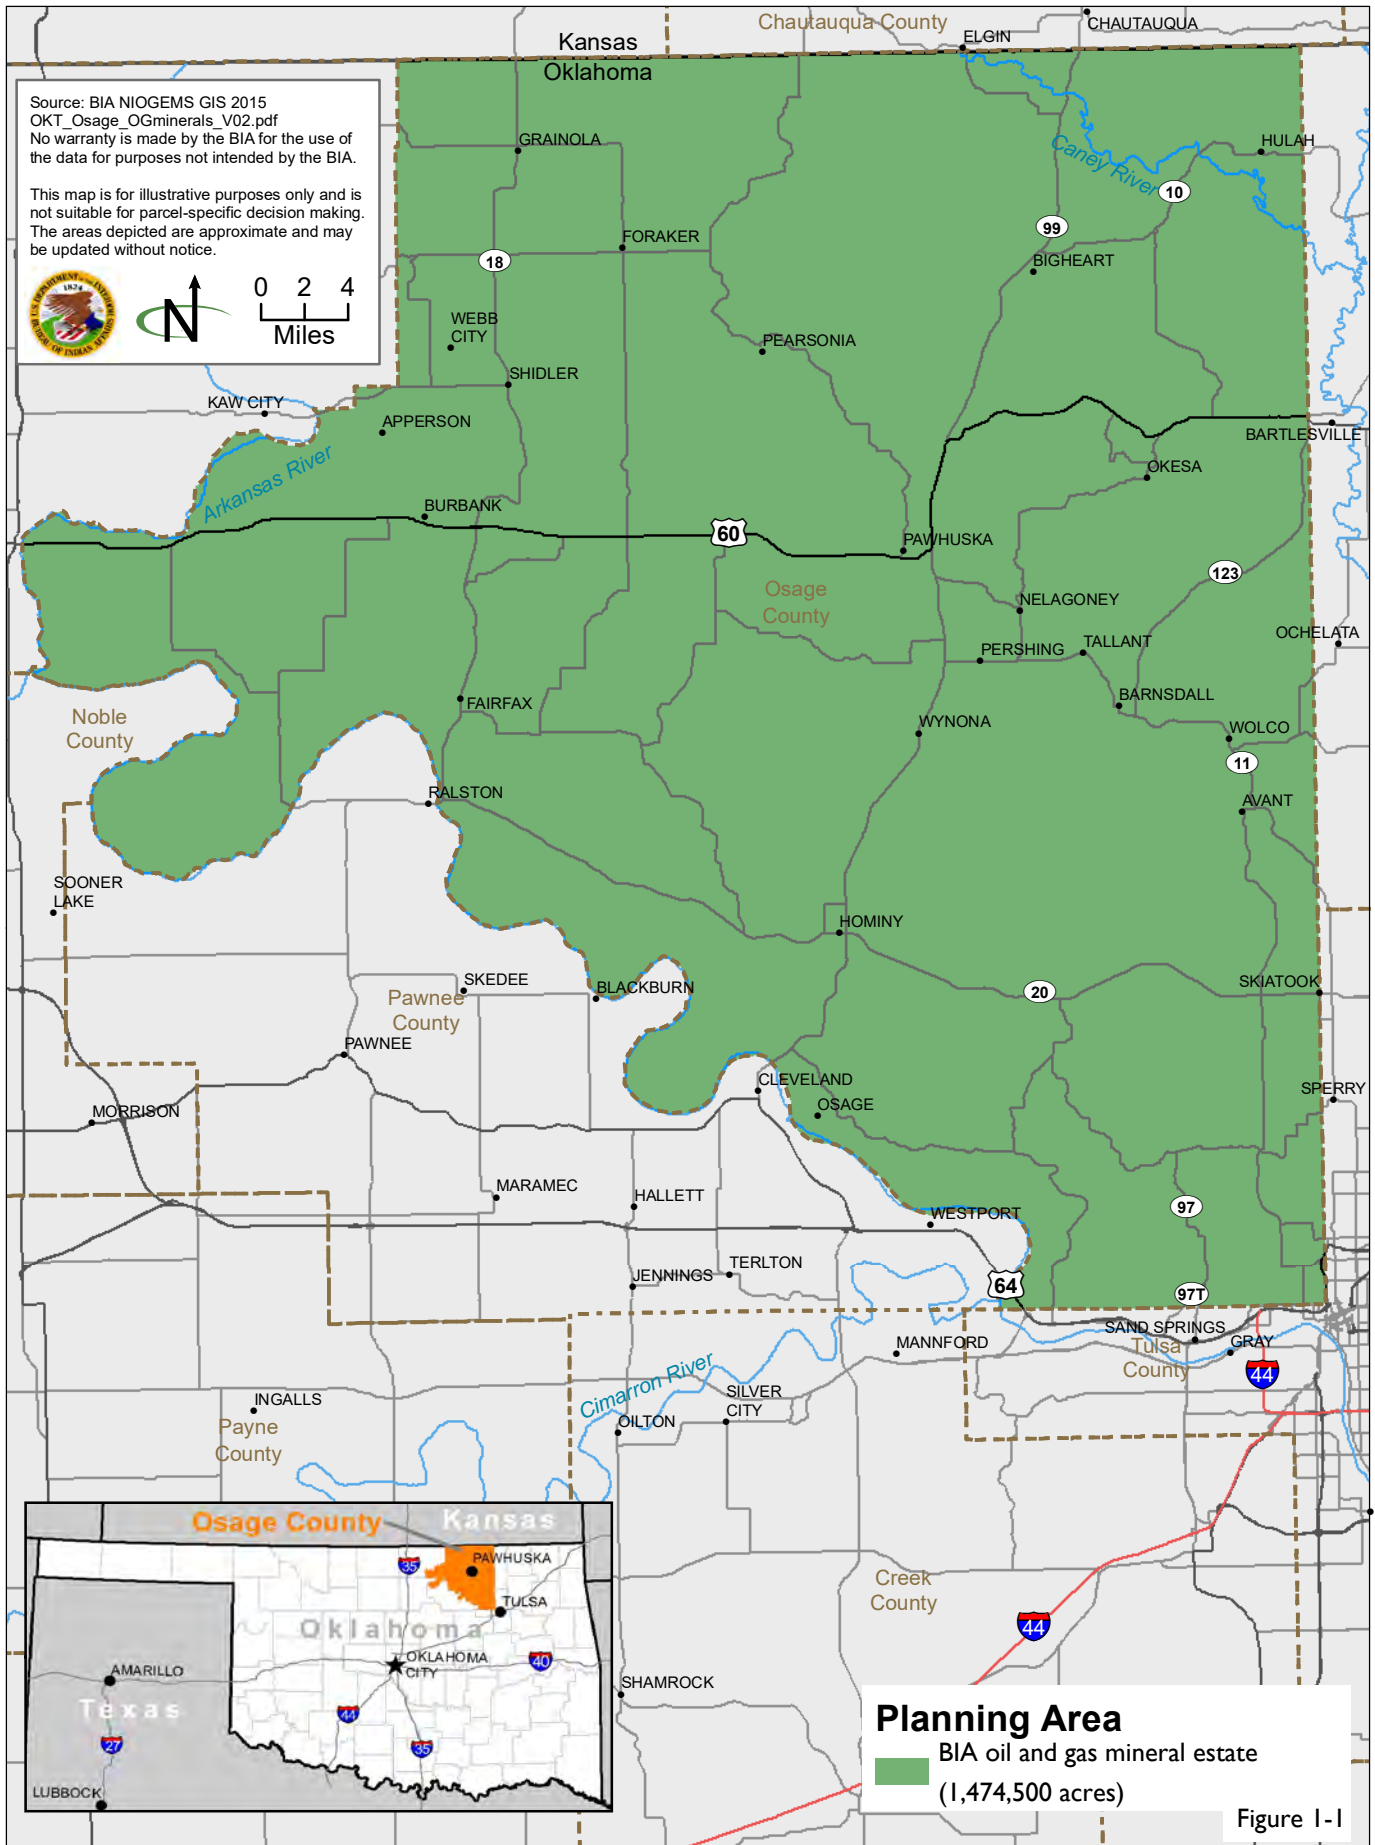 Chautauqua County
CHAUTAUQUA
ELGIN
Kansas
Oklahoma
Source: BIA NIOGEMS GIS 2015
OKT_Osage_OGminerals_V02.pdf
No warranty is made by the BIA for the use of
the data for purposes not intended by the BIA.
This map is for illustrative purposes only and is
not suitable for parcel-specific decision making.
The areas depicted are approximate and may
be updated without notice.
U.S. DEPARTMENT OF THE INTERIOR
1824
BUREAU OF INDIAN AFFAIRS
N
0 2 4
Miles
GRAINOLA
HULAH
Caney River
10
99
FORAKER
18
BIGHEART
WEBB
CITY
PEARSONIA
SHIDLER
KAW CITY
APPERSON
BARTLESVILLE
Arkansas River
OKESA
BURBANK
60
PAWHUSKA
123
Osage
County
NELAGONEY
OCHELATA
PERSHING
TALLANT
FAIRFAX
BARNSDALL
Noble
County
WYNONA
WOLCO
11
RALSTON
AVANT
SOONER
LAKE
HOMINY
SKEDEE
BLACKBURN
SKIATOOK
20
Pawnee
County
PAWNEE
CLEVELAND
OSAGE
SPERRY
MORRISON
MARAMEC
HALLETT
97
WESTPORT
TERLTON
JENNINGS
64
97T
SAND SPRINGS
MANNFORD
GRAY
Tulsa
County
44
Cimarron River
INGALLS
SILVER
CITY
OILTON
Payne
County
Osage County
Kansas
35
PAWHUSKA
TULSA
Oklahoma
OKLAHOMA
CITY
40
AMARILLO
Texas
44
27
35
LUBBOCK
Creek
County
44
SHAMROCK
Planning Area
BIA oil and gas mineral estate
(1,474,500 acres)
Figure 1-1